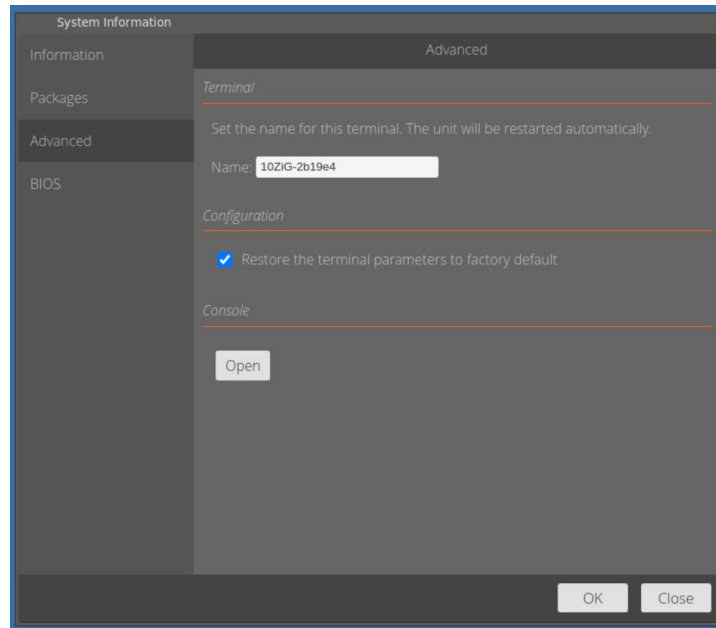 System Information
Information
Packages
Advanced
BIOS
Advanced
Terminal
Set the name for this terminal. The unit will be restarted automatically.
Name: 10ZiG-2b19e4
Configuration
Restore the terminal parameters to factory default
Console
Open
OK
Close